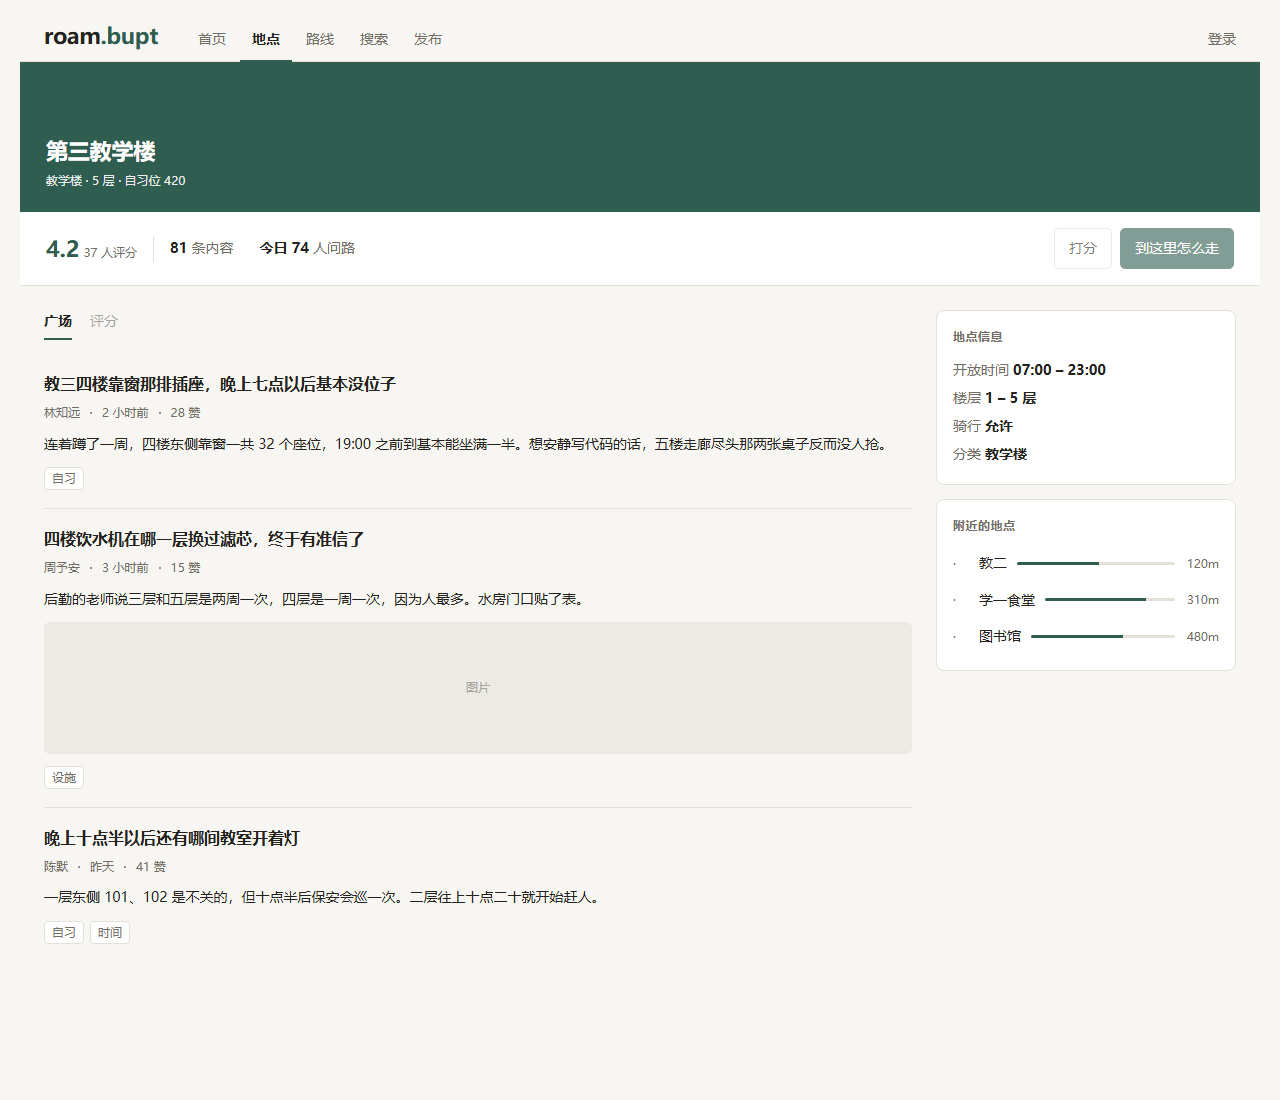 roam.bupt 首页 地点 路线 搜索 发布 登录
第三教学楼
教学楼 · 5 层 · 自习位 420
4.2 37 人评分 81 条内容 今日 74 人问路 打分 到这里怎么走
广场 评分
教三四楼靠窗那排插座，晚上七点以后基本没位子
林知远 · 2 小时前 · 28 赞
连着蹲了一周，四楼东侧靠窗一共 32 个座位，19:00 之前到基本能坐满一半。想安静写代码的话，五楼走廊尽头那两张桌子反而没人抢。
自习
四楼饮水机在哪一层换过滤芯，终于有准信了
周予安 · 3 小时前 · 15 赞
后勤的老师说三层和五层是两周一次，四层是一周一次，因为人最多。水房门口贴了表。
图片
设施
晚上十点半以后还有哪间教室开着灯
陈默 · 昨天 · 41 赞
一层东侧 101、102 是不关的，但十点半后保安会巡一次。二层往上十点二十就开始赶人。
自习 时间
地点信息
开放时间 07:00 – 23:00
楼层 1 – 5 层
骑行 允许
分类 教学楼
附近的地点
· 教二 120m
· 学一食堂 310m
· 图书馆 480m